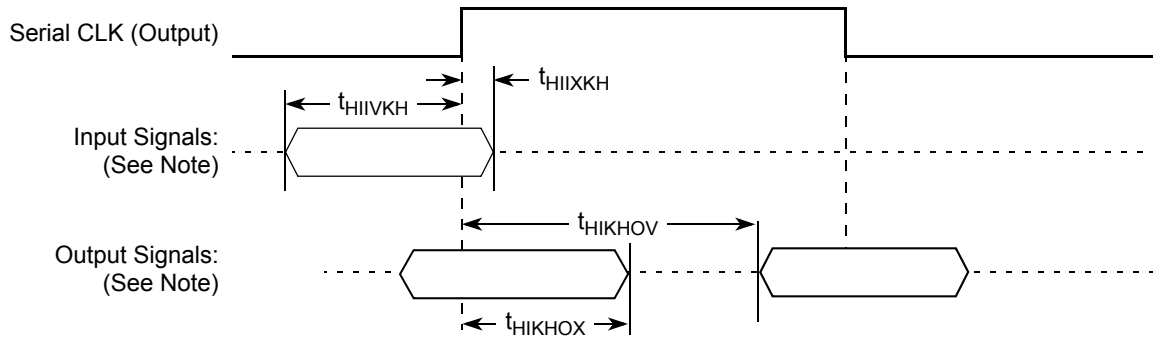 Serial CLK (Output)
tHIIXKH
tHIIVKH
Input Signals:
(See Note)
tHIKHOV
Output Signals:
(See Note)
tHIKHOX